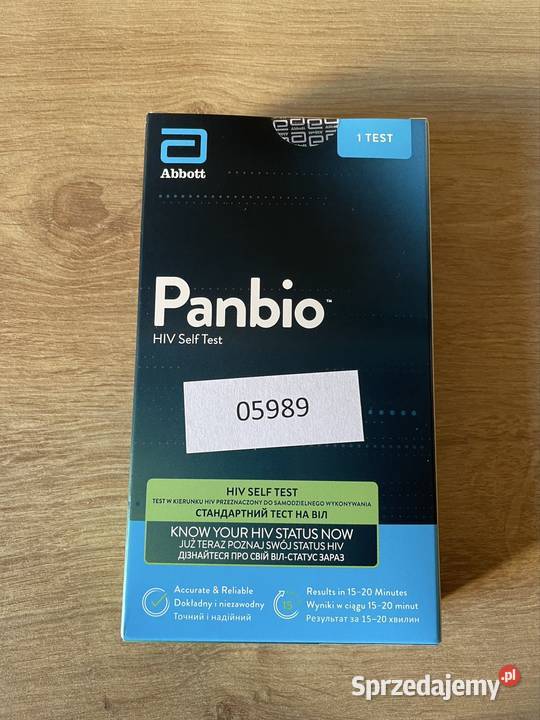 Abbott
1 TEST
Panbio™
HIV Self Test
05989
HIV SELF TEST
TEST W KIERUNKU HIV PRZEZNACZONY DO SAMODZIELNEGO WYKONYWANIA
СТАНДАРТНИЙ ТЕСТ НА ВІЛ
KNOW YOUR HIV STATUS NOW
JUŻ TERAZ POZNAJ SWÓJ STATUS HIV
ДІЗНАЙТЕСЯ ПРО СВІЙ ВІЛ-СТАТУС ЗАРАЗ
Accurate & Reliable
Dokładny i niezawodny
Точний і надійний
15
Results in 15-20 Minutes
Wyniki w ciągu 15-20 minut
Результат за 15-20 хвилин
Sprzedajemy.pl